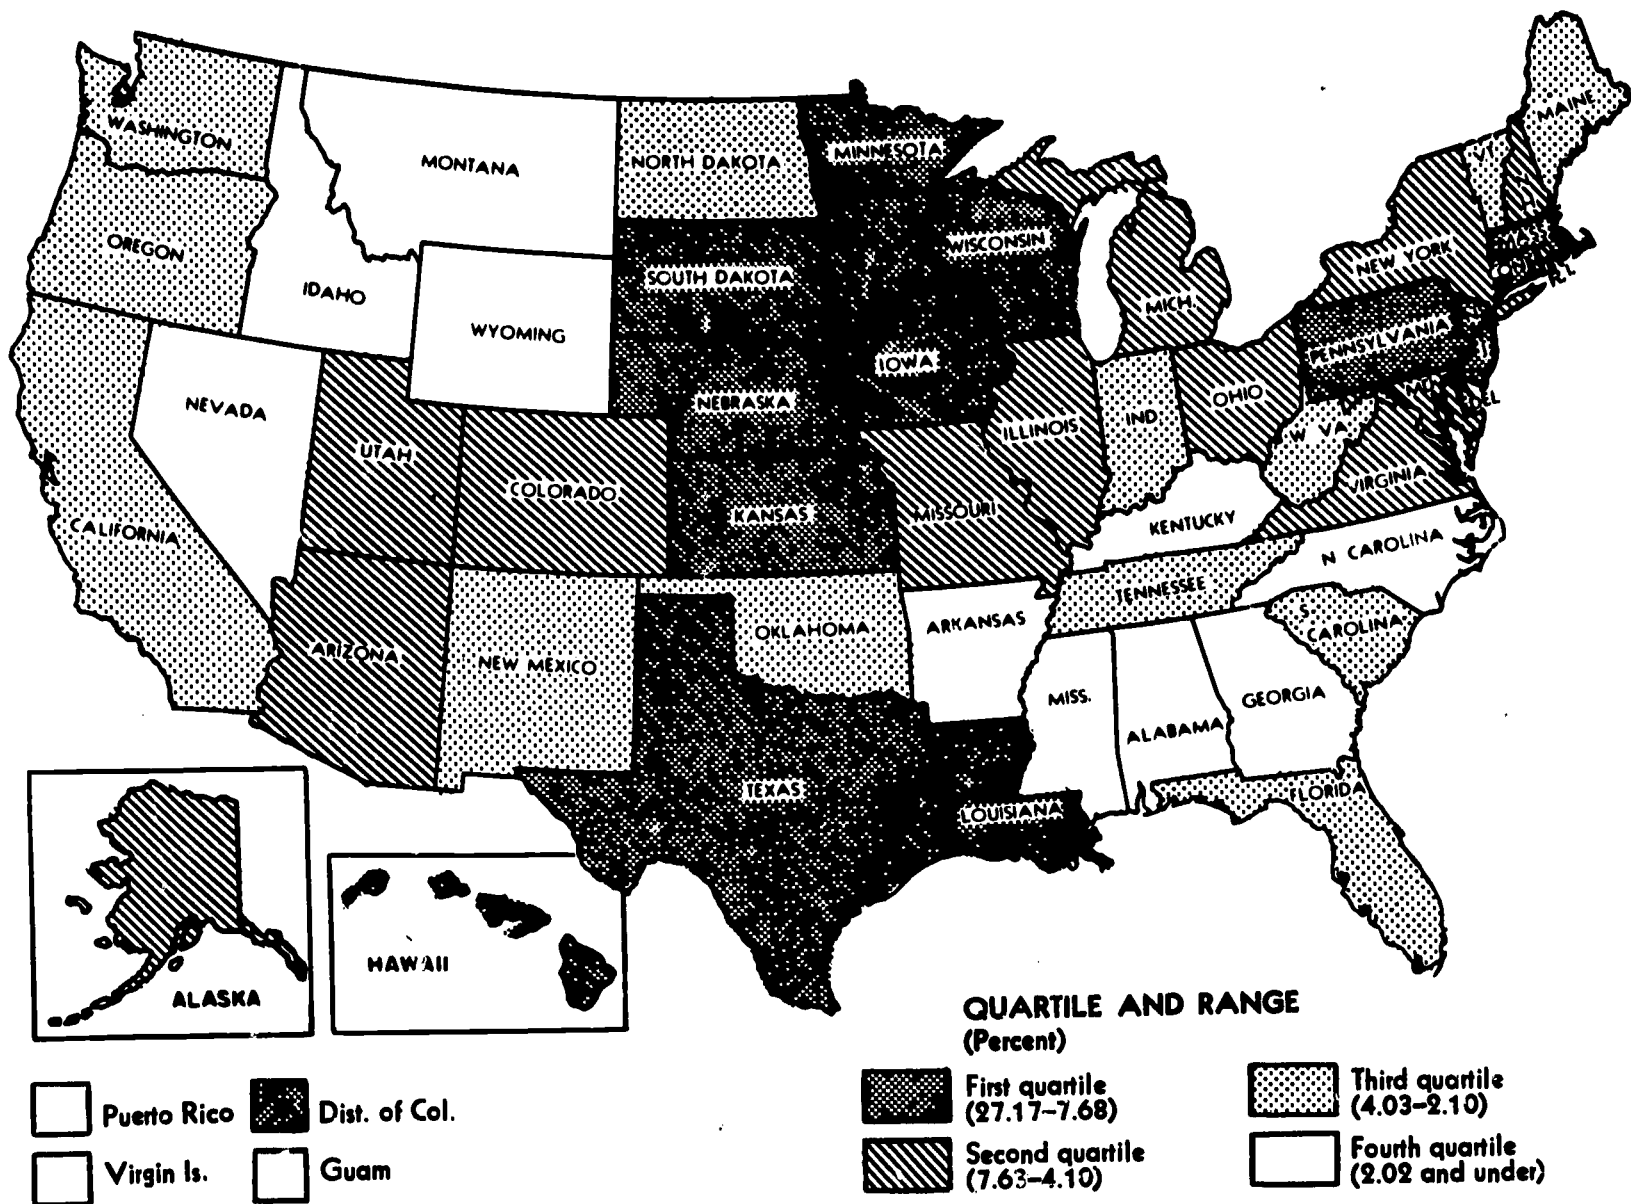 WASHINGTON
MONTANA
NORTH DAKOTA
MINNESOTA
MAINE
VT.
OREGON
IDAHO
WYOMING
SOUTH DAKOTA
WISCONSIN
MICH.
NEW YORK
MASS
R.I.
NEVADA
NEBRASKA
IOWA
PENNSYLVANIA
UTAH
COLORADO
KANSAS
MISSOURI
ILLINOIS
IND.
OHIO
W VA
DEL
VIRGINIA
CALIFORNIA
KENTUCKY
N CAROLINA
ARIZONA
NEW MEXICO
OKLAHOMA
ARKANSAS
TENNESSEE
S.
CAROLINA
TEXAS
LOUISIANA
MISS.
ALABAMA
GEORGIA
FLORIDA
ALASKA
HAWAII
Puerto Rico
Dist. of Col.
Virgin Is.
Guam
QUARTILE AND RANGE
(Percent)
First quartile
(27.17–7.68)
Second quartile
(7.63–4.10)
Third quartile
(4.03–2.10)
Fourth quartile
(2.02 and under)